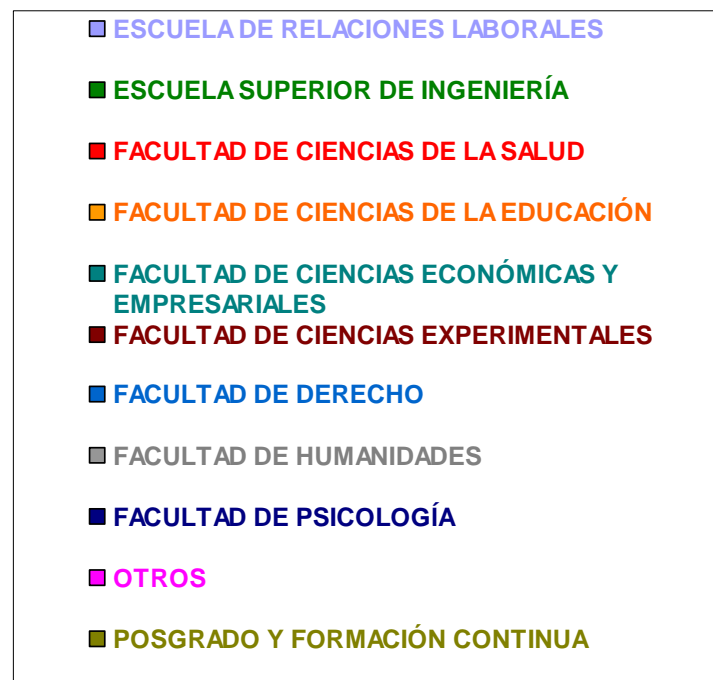 ESCUELA DE RELACIONES LABORALES
ESCUELA SUPERIOR DE INGENIERÍA
FACULTAD DE CIENCIAS DE LA SALUD
FACULTAD DE CIENCIAS DE LA EDUCACIÓN
FACULTAD DE CIENCIAS ECONÓMICAS Y
EMPRESARIALES
FACULTAD DE CIENCIAS EXPERIMENTALES
FACULTAD DE DERECHO
FACULTAD DE HUMANIDADES
FACULTAD DE PSICOLOGÍA
OTROS
POSGRADO Y FORMACIÓN CONTINUA